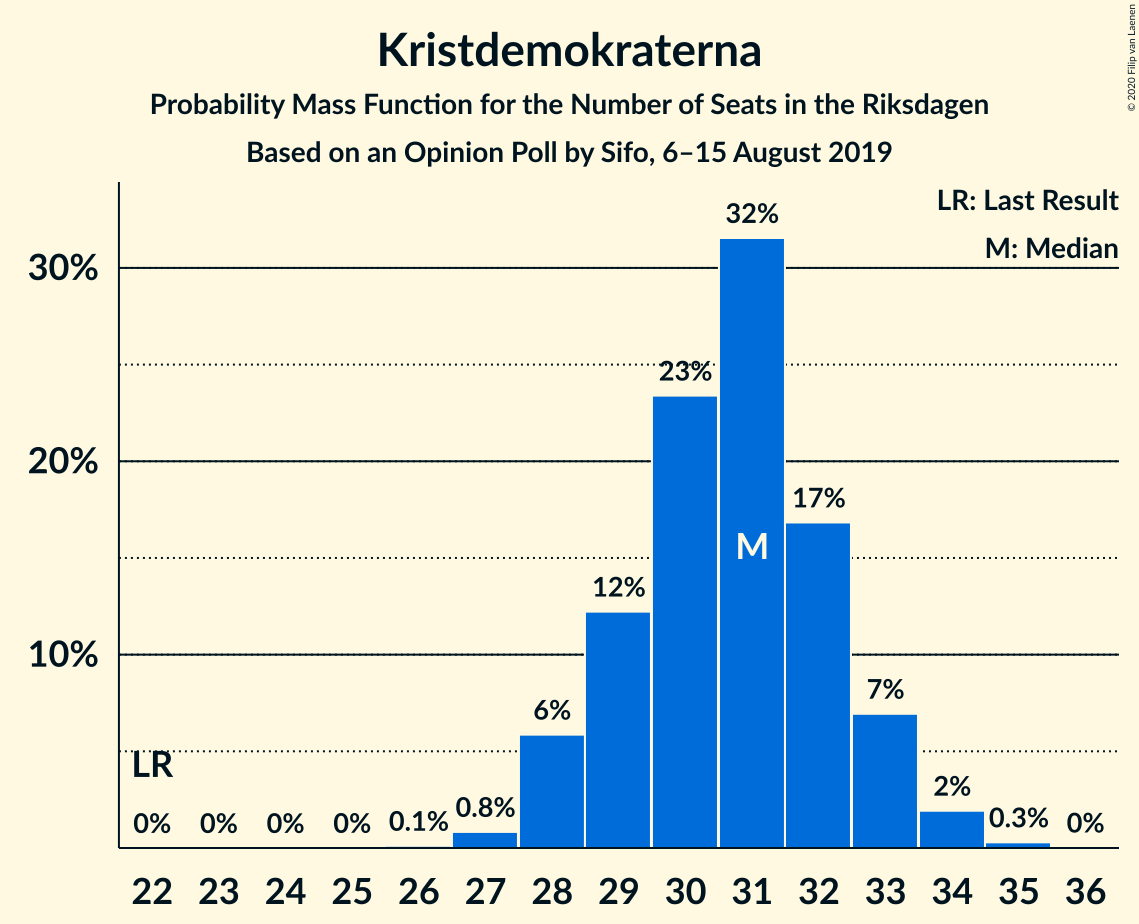 Kristdemokraterna
Probability Mass Function for the Number of Seats in the Riksdagen
Based on an Opinion Poll by Sifo, 6–15 August 2019
© 2020 Filip van Laenen
LR: Last Result
M: Median
30%
20%
10%
32%
23%
17%
12%
7%
6%
2%
0.8%
0.3%
0.1%
0% 0% 0% 0% 0%
M
LR
22 23 24 25 26 27 28 29 30 31 32 33 34 35 36